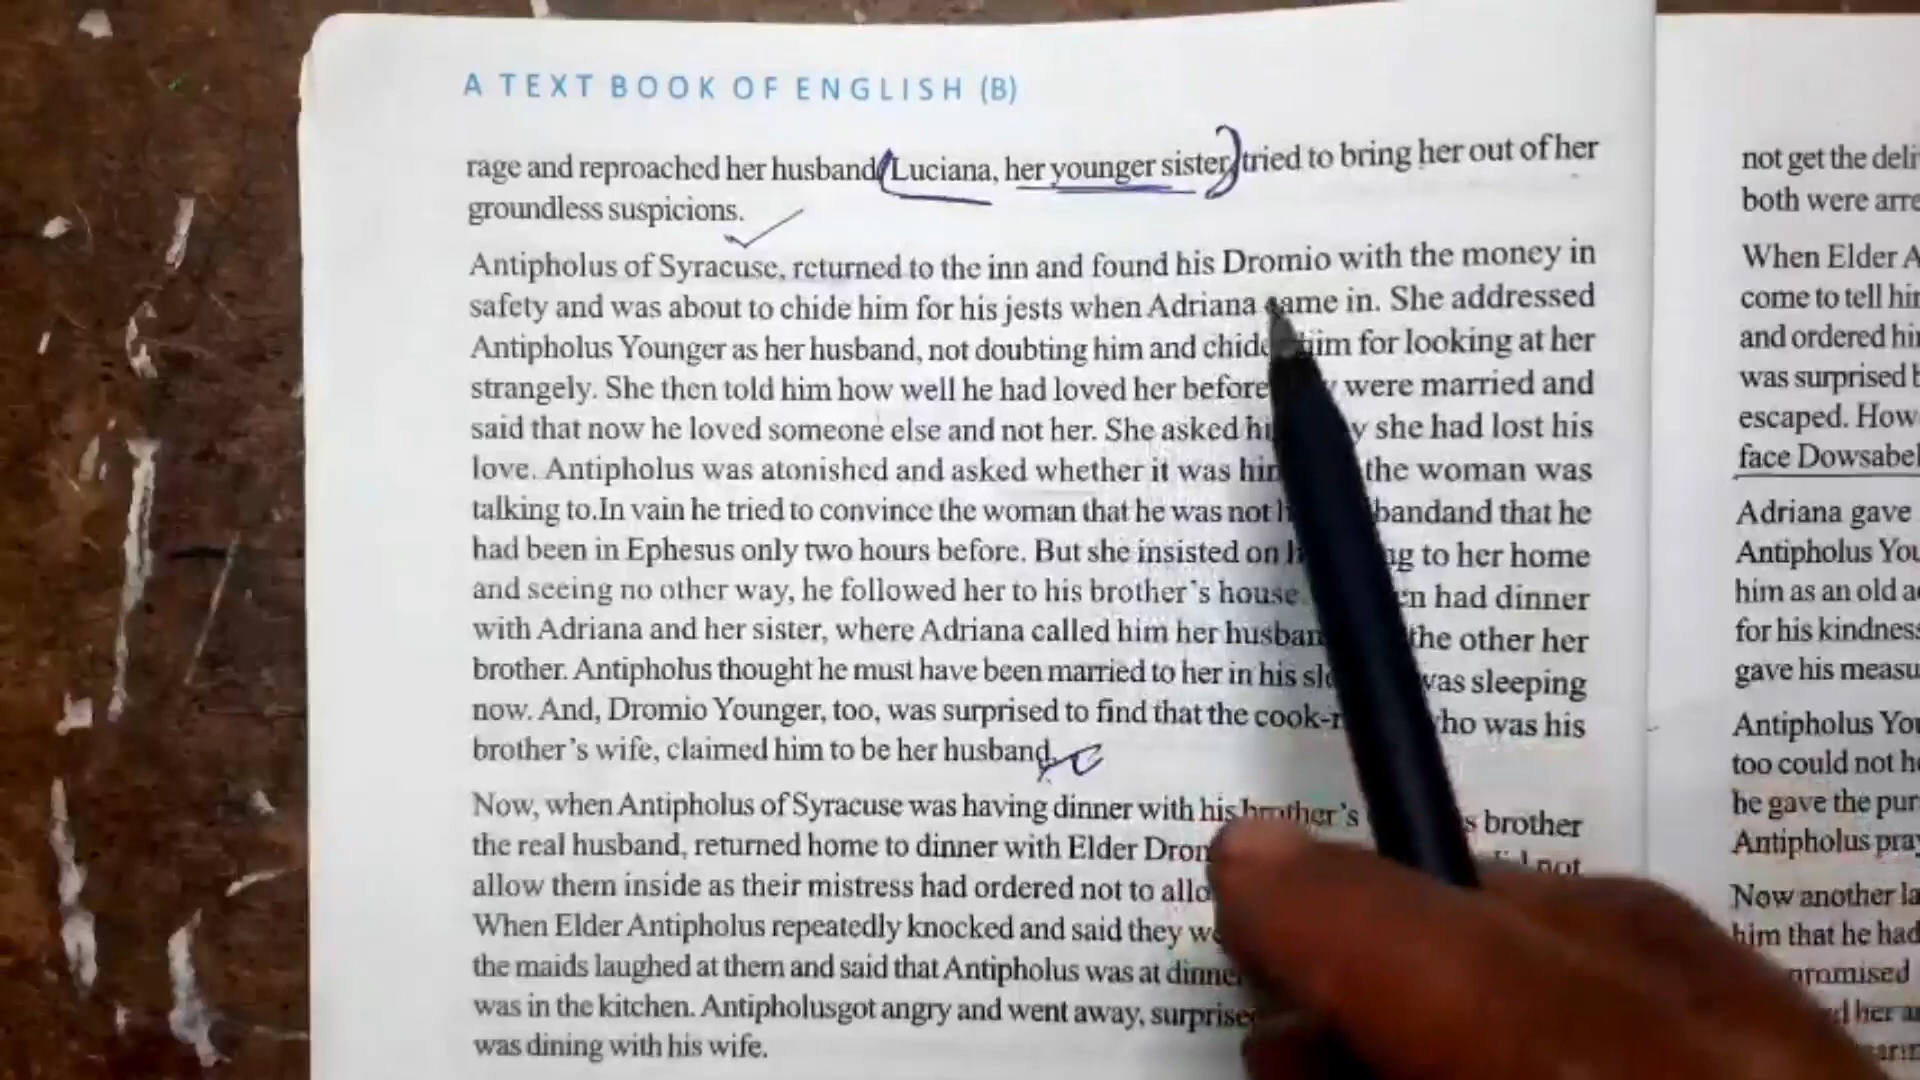 A TEXT BOOK OF ENGLISH (B)
rage and reproached her husband Luciana, her younger sister, tried to bring her out of her
groundless suspicions.
Antipholus of Syracuse, returned to the inn and found his Dromio with the money in
safety and was about to chide him for his jests when Adriana came in. She addressed
Antipholus Younger as her husband, not doubting him and him for looking at her
strangely. She then told him how well he had loved her before were married and
said that now he loved someone else and not her. She asked she had lost his
love. Antipholus was atonished and asked whether it was the woman was
talking to.In vain he tried to convince the woman that he was not bandand that he
had been in Ephesus only two hours before. But she insisted on to her home
and seeing no other way, he followed her to his brother's house. had dinner
with Adriana and her sister, where Adriana called him her the other her
brother. Antipholus thought he must have been married to her in his was sleeping
now. And, Dromio Younger, too, was surprised to find that the who was his
brother's wife, claimed him to be her husband.
Now, when Antipholus of Syracuse was having dinner with his brother's brother
the real husband, returned home to dinner with Elder not
allow them inside as their mistress had ordered not to
When Elder Antipholus repeatedly knocked and said they
the maids laughed at them and said that Antipholus was at
was in the kitchen. Antipholusgot angry and went away,
was dining with his wife.
not get the
both were
When Elder
come to tell
and ordered
was surprised
escaped.
face
Adriana gave
Antipholus
him as an old
for his
gave his
Antipholus
too could not
he gave the
Antipholus
Now another
him that he had
her